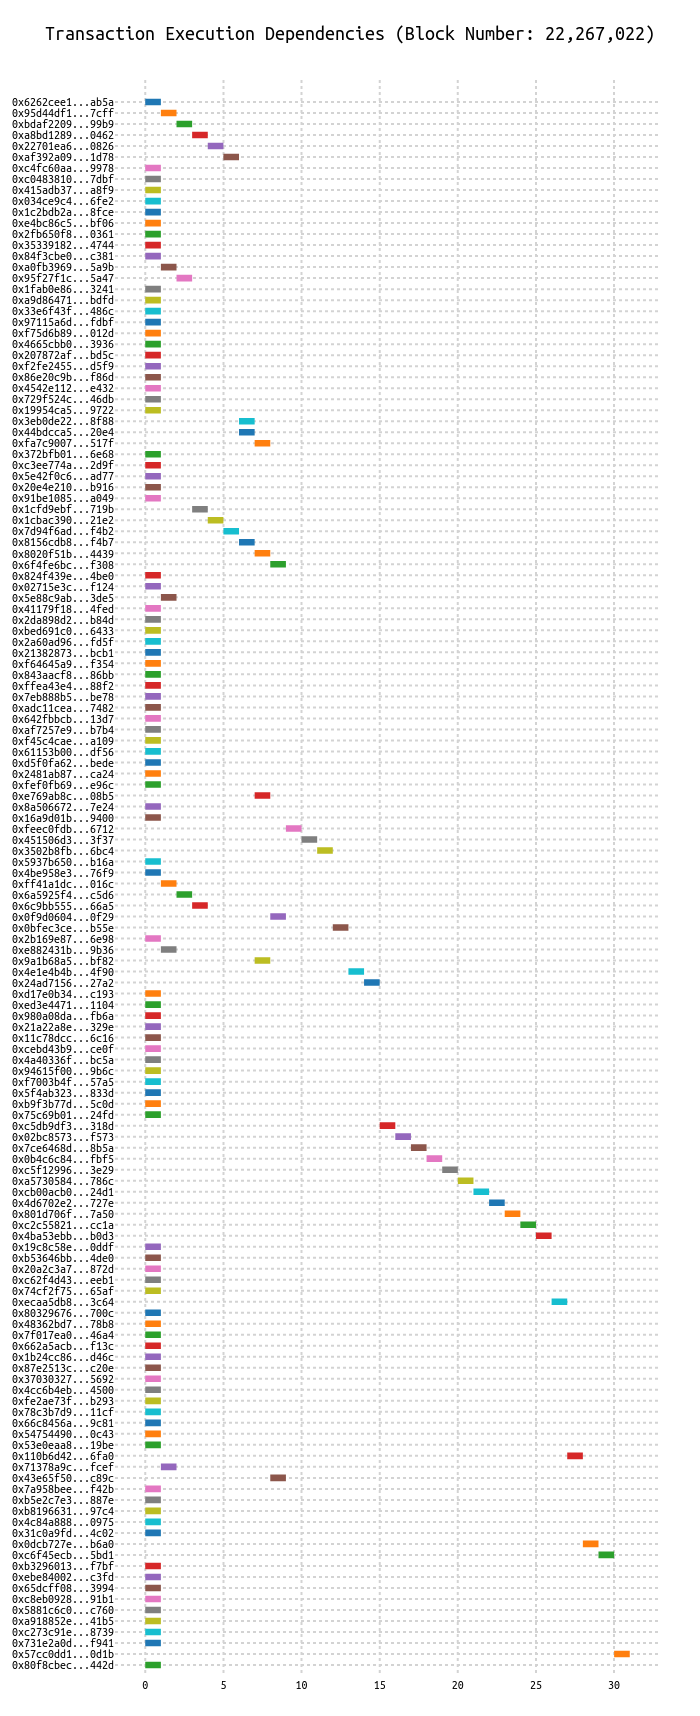 Transaction Execution Dependencies (Block Number: 22,267,022)
0x6262cee1...ab5a
0x95d44df1...7cff
0xbdaf2209...99b9
0xa8bd1289...0462
0x22701ea6...0826
0xaf392a09...1d78
0xc4fc60aa...9978
0xc0483810...7dbf
0x415adb37...a8f9
0x034ce9c4...6fe2
0x1c2bdb2a...8fce
0xe4bc86c5...bf06
0x2fb650f8...0361
0x35339182...4744
0x84f3cbe0...c381
0xa0fb3969...5a9b
0x95f27f1c...5a47
0x1fab0e86...3241
0xa9d86471...bdfd
0x33e6f43f...486c
0x97115a6d...fdbf
0xf75d6b89...012d
0x4665cbb0...3936
0x207872af...bd5c
0xf2fe2455...d5f9
0x86e20c9b...f86d
0x4542e112...e432
0x729f524c...46db
0x19954ca5...9722
0x3eb0de22...8f88
0x44bdcca5...20e4
0xfa7c9007...517f
0x372bfb01...6e68
0xc3ee774a...2d9f
0x5e42f0c6...ad77
0x20e4e210...b916
0x91be1085...a049
0x1cfd9ebf...719b
0x1cbac390...21e2
0x7d94f6ad...f4b2
0x8156cdb8...f4b7
0x8020f51b...4439
0x6f4fe6bc...f308
0x824f439e...4be0
0x02715e3c...f124
0x5e88c9ab...3de5
0x41179f18...4fed
0x2da898d2...b84d
0xbed691c0...6433
0x2a60ad96...fd5f
0x21382873...bcb1
0xf64645a9...f354
0x843aacf8...86bb
0xffea43e4...88f2
0x7eb888b5...be78
0xadc11cea...7482
0x642fbbcb...13d7
0xaf7257e9...b7b4
0xf45c4cae...a109
0x61153b00...df56
0xd5f0fa62...bede
0x2481ab87...ca24
0xfef0fb69...e96c
0xe769ab8c...08b5
0x8a506672...7e24
0x16a9d01b...9400
0xfeec0fdb...6712
0x451506d3...3f37
0x3502b8fb...6bc4
0x5937b650...b16a
0x4be958e3...76f9
0xff41a1dc...016c
0x6a5925f4...c5d6
0x6c9bb555...66a5
0x0f9d0604...0f29
0x0bfec3ce...b55e
0x2b169e87...6e98
0xe882431b...9b36
0x9a1b68a5...bf82
0x4e1e4b4b...4f90
0x24ad7156...27a2
0xd17e0b34...c193
0xed3e4471...1104
0x980a08da...fb6a
0x21a22a8e...329e
0x11c78dcc...6c16
0xcebd43b9...ce0f
0x4a40336f...bc5a
0x94615f00...9b6c
0xf7003b4f...57a5
0x5f4ab323...833d
0xb9f3b77d...5c0d
0x75c69b01...24fd
0xc5db9df3...318d
0x02bc8573...f573
0x7ce6468d...8b5a
0x0b4c6c84...fbf5
0xc5f12996...3e29
0xa5730584...786c
0xcb00acb0...24d1
0x4d6702e2...727e
0x801d706f...7a50
0xc2c55821...cc1a
0x4ba53ebb...b0d3
0x19c8c58e...0ddf
0xb53646bb...4de0
0x20a2c3a7...872d
0xc62f4d43...eeb1
0x74cf2f75...65af
0xecaa5db8...3c64
0x80329676...700c
0x48362bd7...78b8
0x7f017ea0...46a4
0x662a5acb...f13c
0x1b24cc86...d46c
0x87e2513c...c20e
0x37030327...5692
0x4cc6b4eb...4500
0xfe2ae73f...b293
0x78c3b7d9...11cf
0x66c8456a...9c81
0x54754490...0c43
0x53e0eaa8...19be
0x110b6d42...6fa0
0x71378a9c...fcef
0x43e65f50...c89c
0x7a958bee...f42b
0xb5e2c7e3...887e
0xb8196631...97c4
0x4c84a888...0975
0x31c0a9fd...4c02
0x0dcb727e...b6a0
0xc6f45ecb...5bd1
0xb3296013...f7bf
0xebe84002...c3fd
0x65dcff08...3994
0xc8eb0928...91b1
0x5881c6c0...c760
0xa918852e...41b5
0xc273c91e...8739
0x731e2a0d...f941
0x57cc0dd1...0d1b
0x80f8cbec...442d
0 5 10 15 20 25 30